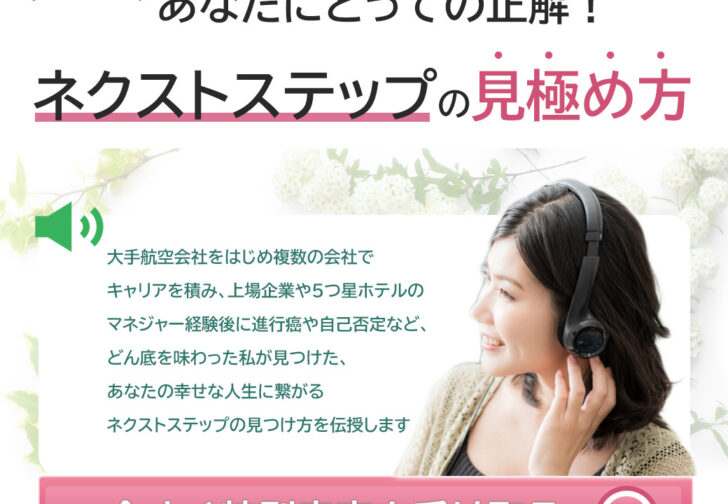 あなたにとっての正解!
ネクストステップの見極め方
大手航空会社をはじめ複数の会社で
キャリアを積み、上場企業や5つ星ホテルの
マネジャー経験後に進行癌や自己否定など、
どん底を味わった私が見つけた、
あなたの幸せな人生に繋がる
ネクストステップの見つけ方を伝授します